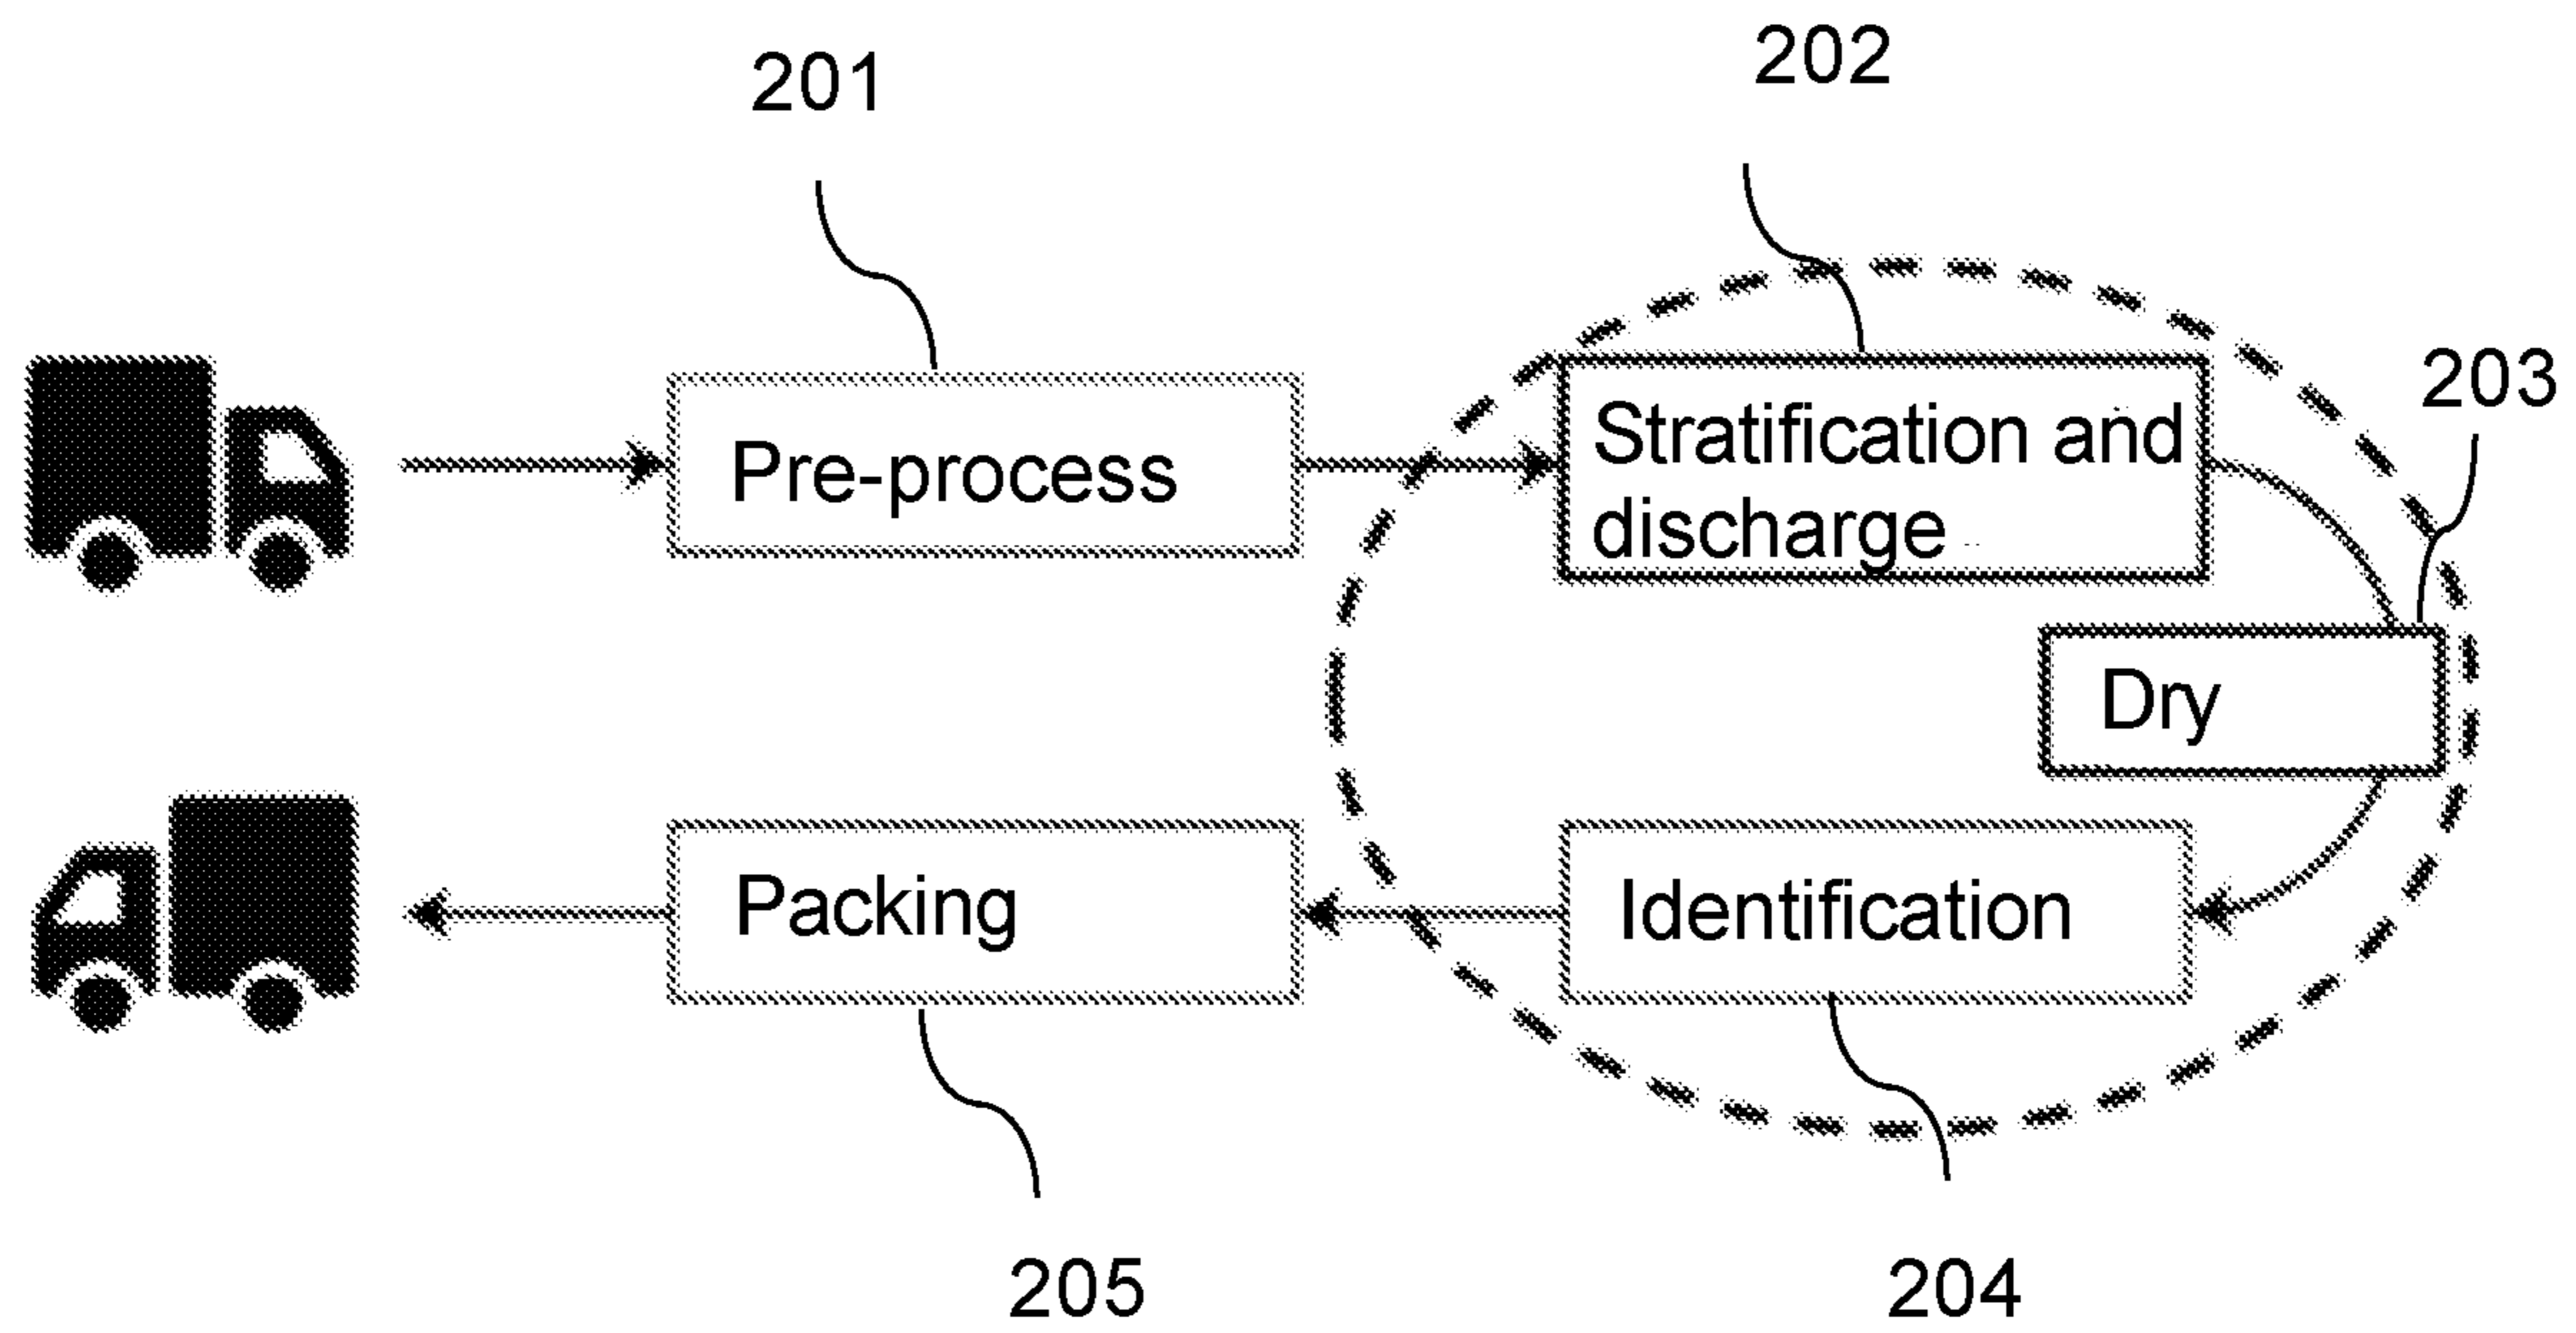 201
202
203
Pre-process
Stratification and
discharge
Dry
Packing
Identification
205
204